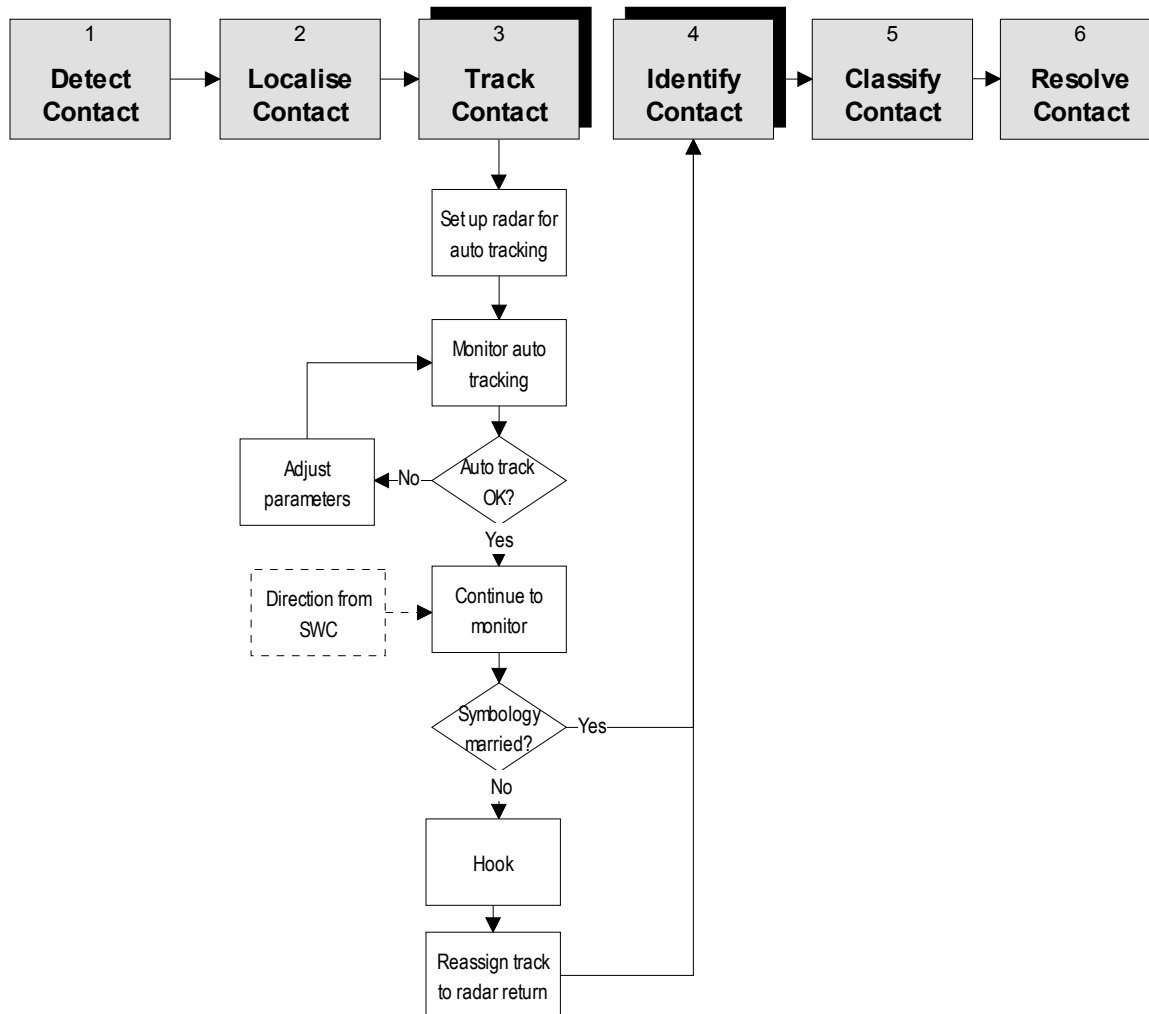 1
Detect
Contact
2
Localise
Contact
3
Track
Contact
4
Identify
Contact
5
Classify
Contact
6
Resolve
Contact
Set up radar for
auto tracking
Monitor auto
tracking
Adjust
parameters
No
Auto track
OK?
Yes
Direction from
SWC
Continue to
monitor
Symbology
married?
Yes
No
Hook
Reassign track
to radar return